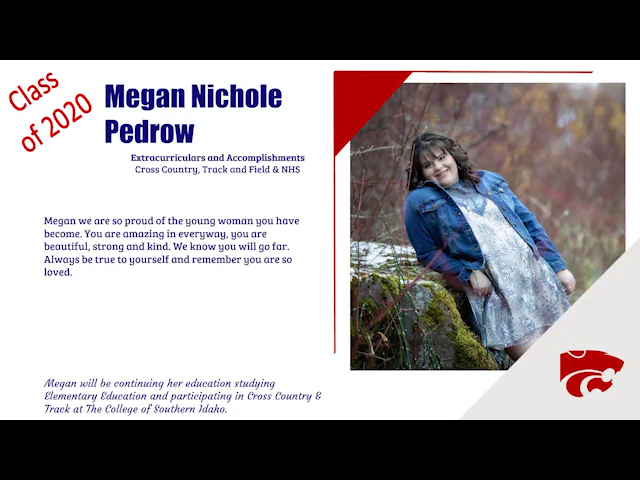 Class
of 2020
Megan Nichole
Pedrow
Extracurriculars and Accomplishments
Cross Country, Track and Field & NHS
Megan we are so proud of the young woman you have
become. You are amazing in everyway, you are
beautiful, strong and kind. We know you will go far.
Always be true to yourself and remember you are so
loved.
Megan will be continuing her education studying
Elementary Education and participating in Cross Country &
Track at The College of Southern Idaho.